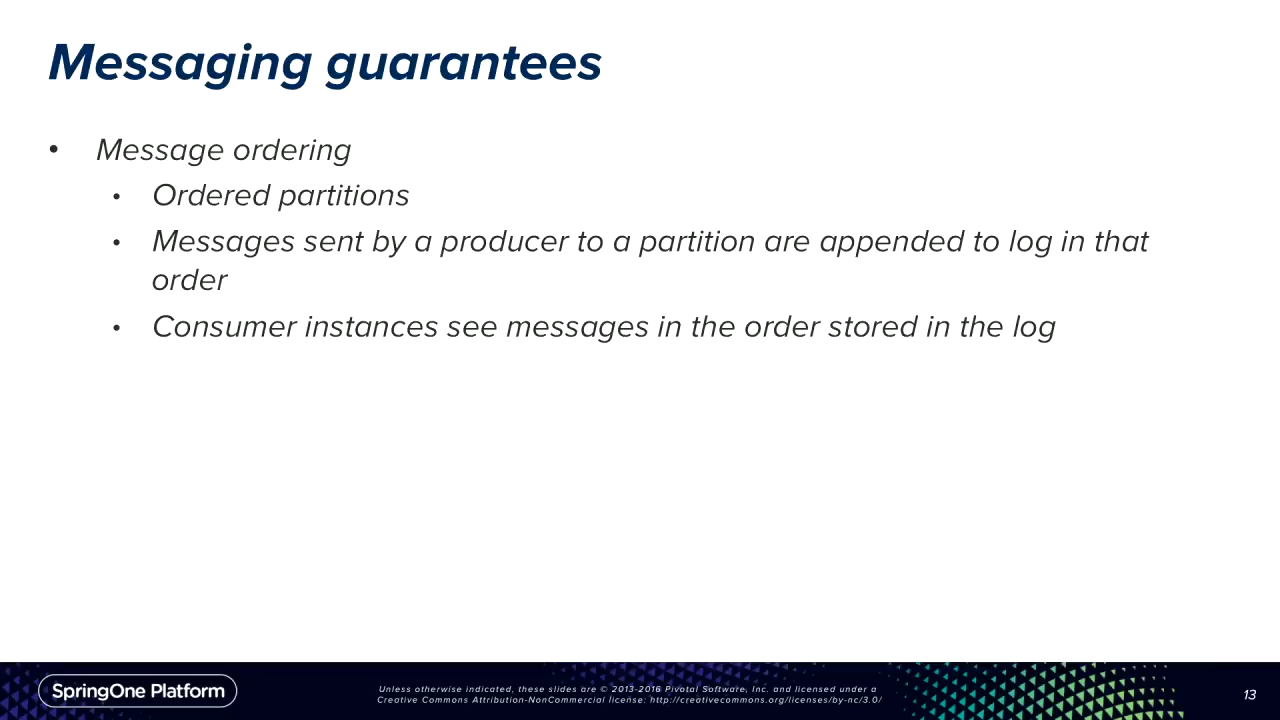 Messaging guarantees
• Message ordering
• Ordered partitions
• Messages sent by a producer to a partition are appended to log in that
order
• Consumer instances see messages in the order stored in the log
SpringOne Platform
Unless otherwise indicated, these slides are © 2013-2016 Pivotal Software, Inc. and licensed under a
Creative Commons Attribution-NonCommercial license: http://creativecommons.org/licenses/by-nc/3.0/
13